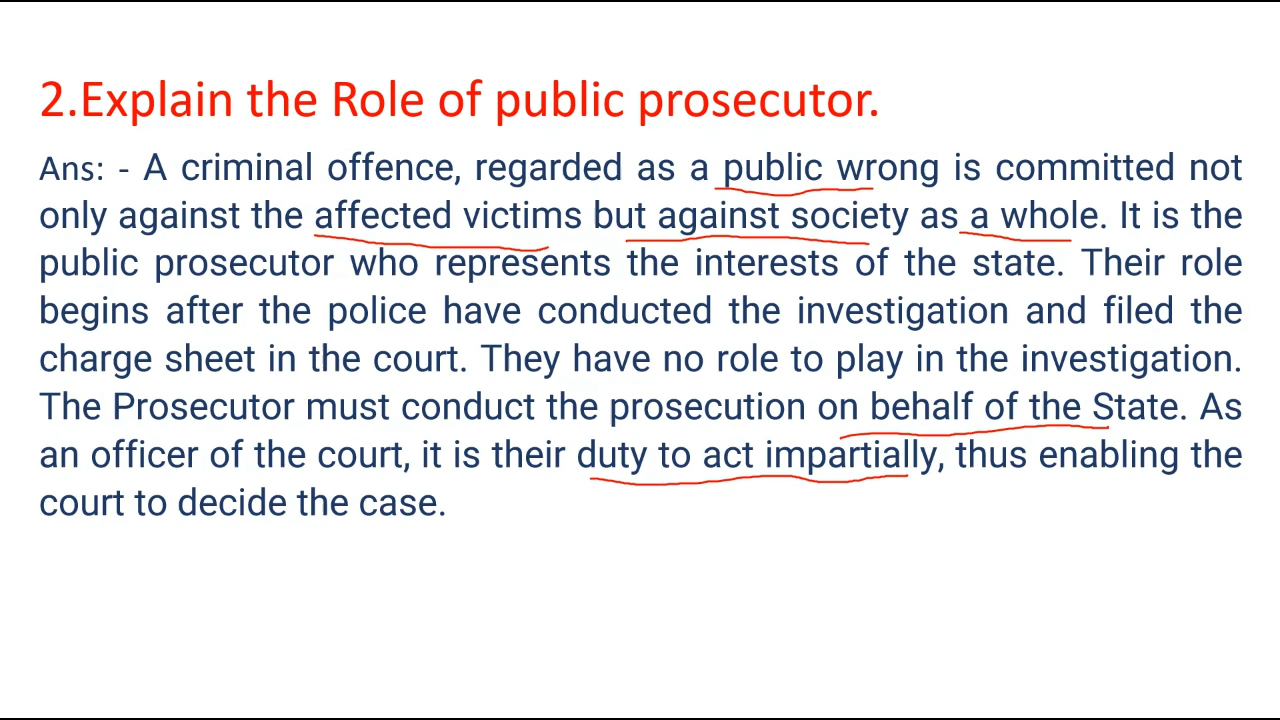 2.Explain the Role of public prosecutor.
Ans: - A criminal offence, regarded as a public wrong is committed not
only against the affected victims but against society as a whole. It is the
public prosecutor who represents the interests of the state. Their role
begins after the police have conducted the investigation and filed the
charge sheet in the court. They have no role to play in the investigation.
The Prosecutor must conduct the prosecution on behalf of the State. As
an officer of the court, it is their duty to act impartially, thus enabling the
court to decide the case.